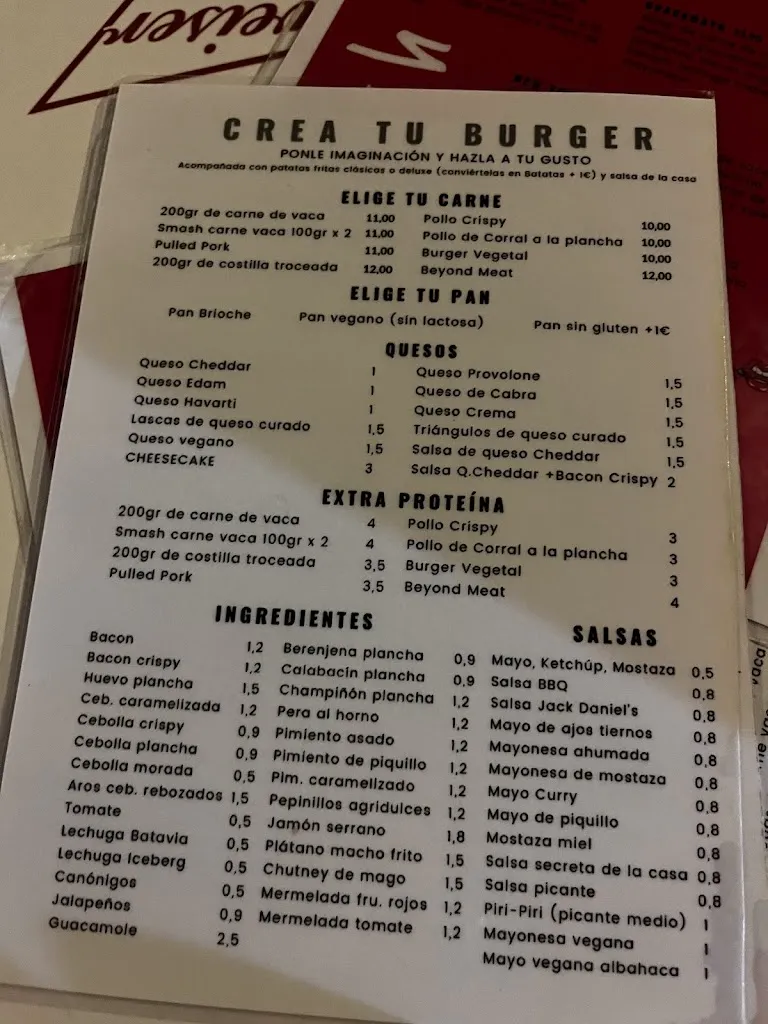 CREA TU BURGER
PONLE IMAGINACIÓN Y HAZLA A TU GUSTO
Acompañada con patatas fritas clásicas o deluxe (conviértelas en Batatas + 1€) y salsa de la casa
ELIGE TU CARNE
200gr de carne de vaca 11,00
Smash carne vaca 100gr x 2 11,00
Pulled Pork 11,00
200gr de costilla troceada 12,00
Pollo Crispy 10,00
Pollo de Corral a la plancha 10,00
Burger Vegetal 10,00
Beyond Meat 12,00
ELIGE TU PAN
Pan Brioche Pan vegano (sin lactosa) Pan sin gluten +1€
QUESOS
Queso Cheddar 1
Queso Edam 1
Queso Havarti 1
Lascas de queso curado 1,5
Queso vegano 1,5
CHEESECAKE 3
Queso Provolone 1,5
Queso de Cabra 1,5
Queso Crema 1,5
Triángulos de queso curado 1,5
Salsa de queso Cheddar 1,5
Salsa Q.Cheddar +Bacon Crispy 2
EXTRA PROTEÍNA
200gr de carne de vaca 4
Smash carne vaca 100gr x 2 4
200gr de costilla troceada 3,5
Pulled Pork 3,5
Pollo Crispy 3
Pollo de Corral a la plancha 3
Burger Vegetal 3
Beyond Meat 4
INGREDIENTES
Bacon 1,2
Bacon crispy 1,2
Huevo plancha 1,5
Ceb. caramelizada 1,2
Cebolla crispy 0,9
Cebolla plancha 0,9
Cebolla morada 0,5
Aros ceb. rebozados 1,5
Tomate 0,5
Lechuga Batavia 0,5
Lechuga Iceberg 0,5
Canónigos 0,5
Jalapeños 0,9
Guacamole 2,5
Berenjena plancha 0,9
Calabacín plancha 0,9
Champiñón plancha 1,2
Pera al horno 1,2
Pimiento asado 1,2
Pimiento de piquillo 1,2
Pim. caramelizado 1,2
Pepinillos agridulces 1,2
Jamón serrano 1,8
Plátano macho frito 1,5
Chutney de mago 1,5
Mermelada fru. rojos 1,2
Mermelada tomate 1,2
SALSAS
Mayo, Ketchúp, Mostaza 0,5
Salsa BBQ 0,8
Salsa Jack Daniel's 0,8
Mayo de ajos tiernos 0,8
Mayonesa ahumada 0,8
Mayonesa de mostaza 0,8
Mayo Curry 0,8
Mayo de piquillo 0,8
Mostaza miel 0,8
Salsa secreta de la casa 0,8
Salsa picante 0,8
Piri-Piri (picante medio) 1
Mayonesa vegana 1
Mayo vegana albahaca 1